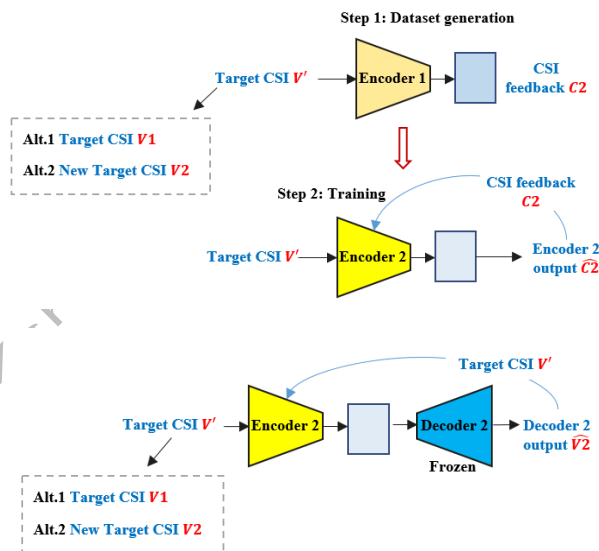 Step 1: Dataset generation
Target CSI V'
Encoder 1
CSI
feedback C2
Alt.1 Target CSI V1
Alt.2 New Target CSI V2
Step 2: Training
CSI feedback
C2
Target CSI V'
Encoder 2
Encoder 2
output Ĉ2
Target CSI V'
Target CSI V'
Encoder 2
Decoder 2
Decoder 2
output V̂2
Frozen
Alt.1 Target CSI V1
Alt.2 New Target CSI V2